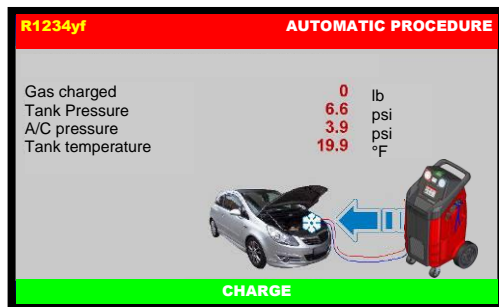 R1234yf AUTOMATIC PROCEDURE
Gas charged 0 lb
Tank Pressure 6.6 psi
A/C pressure 3.9 psi
Tank temperature 19.9 °F
CHARGE